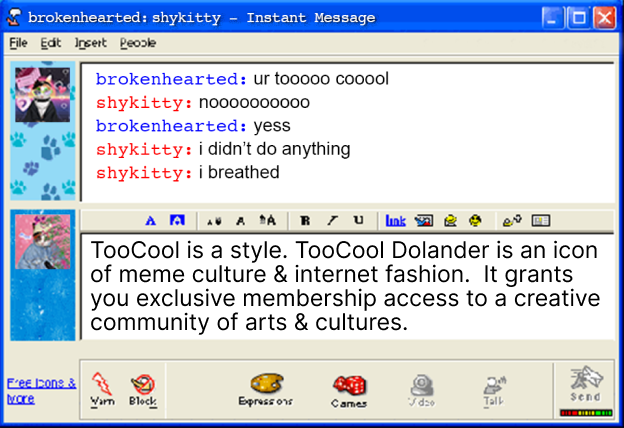 brokenhearted: shykitty - Instant Message
File Edit Insert People
brokenhearted: ur tooooo cooool
shykitty: noooooooooo
brokenhearted: yess
shykitty: i didn't do anything
shykitty: i breathed
A A A A A B I U link
TooCool is a style. TooCool Dolander is an icon
of meme culture & internet fashion.  It grants
you exclusive membership access to a creative
community of arts & cultures.
Free Icons &
More
Warn Block Expressions Games Video Talk Send